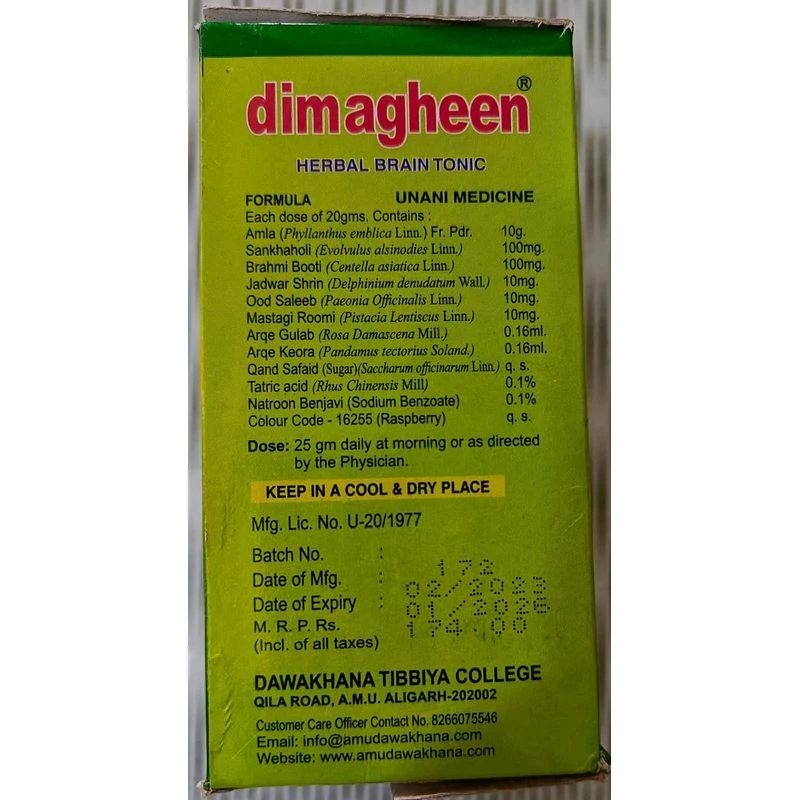 dimagheen®
HERBAL BRAIN TONIC
FORMULA UNANI MEDICINE
Each dose of 20gms. Contains :
Amla (Phyllanthus emblica Linn.) Fr. Pdr. 10g.
Sankhaholi (Evolvulus alsinodies Linn.) 100mg.
Brahmi Booti (Centella asiatica Linn.) 100mg.
Jadwar Shrin (Delphinium denudatum Wall.) 10mg.
Ood Saleeb (Paeonia Officinalis Linn.) 10mg.
Mastagi Roomi (Pistacia Lentiscus Linn.) 10mg.
Arqe Gulab (Rosa Damascena Mill.) 0.16ml.
Arqe Keora (Pandamus tectorius Soland.) 0.16ml.
Qand Safaid (Sugar)(Saccharum officinarum Linn.) q. s.
Tatric acid (Rhus Chinensis Mill) 0.1%
Natroon Benjavi (Sodium Benzoate) 0.1%
Colour Code - 16255 (Raspberry) q. s.
Dose: 25 gm daily at morning or as directed
by the Physician.
KEEP IN A COOL & DRY PLACE
Mfg. Lic. No. U-20/1977
Batch No. : 172
Date of Mfg. : 02/2023
Date of Expiry : 01/2026
M. R. P. Rs. : 174.00
(Incl. of all taxes)
DAWAKHANA TIBBIYA COLLEGE
QILA ROAD, A.M.U. ALIGARH-202002
Customer Care Officer Contact No. 8266075546
Email: info@amudawakhana.com
Website: www.amudawakhana.com